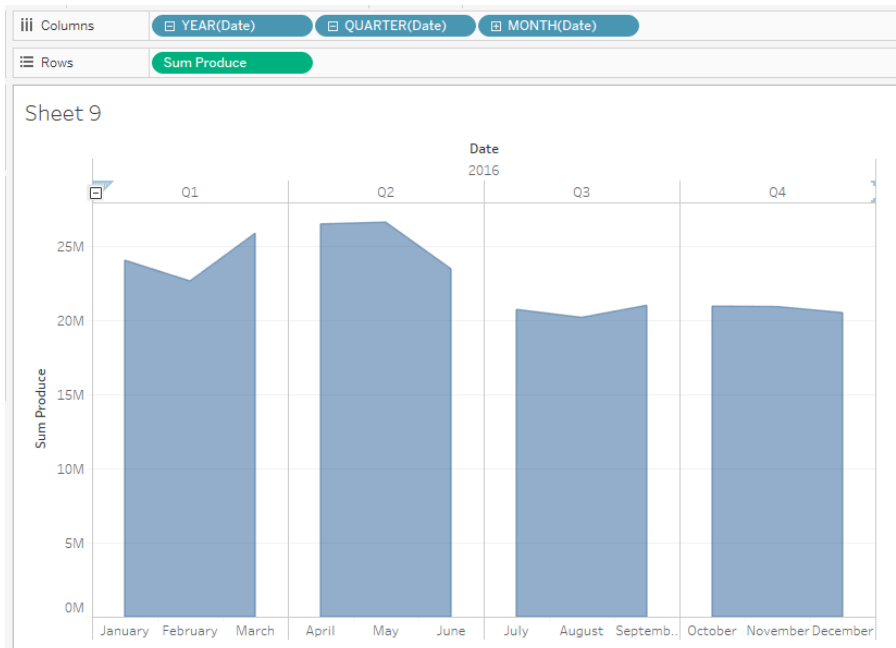 Columns
YEAR(Date) QUARTER(Date) MONTH(Date)
Rows
Sum Produce
Sheet 9
Date
2016
Q1 Q2 Q3 Q4
Sum Produce
25M
20M
15M
10M
5M
0M
January February March April May June July August Septemb.. October November December